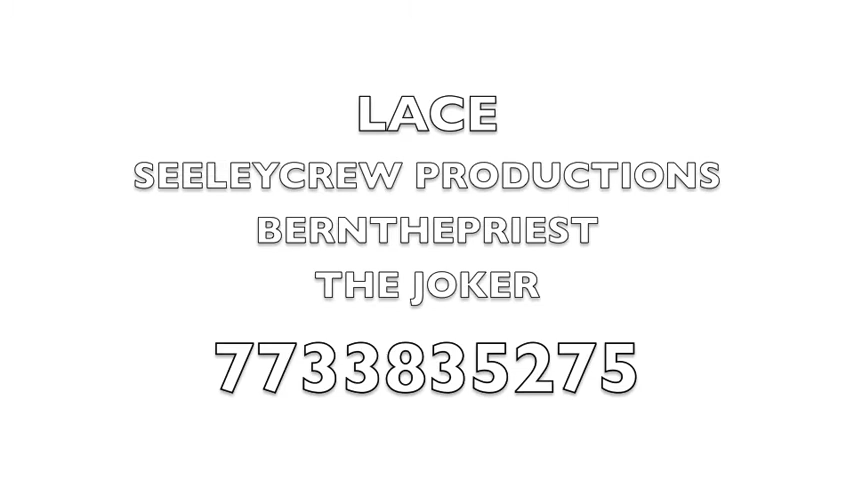 LACE
SEELEYCREW PRODUCTIONS
BERNTHEPRIEST
THE JOKER
7733835275